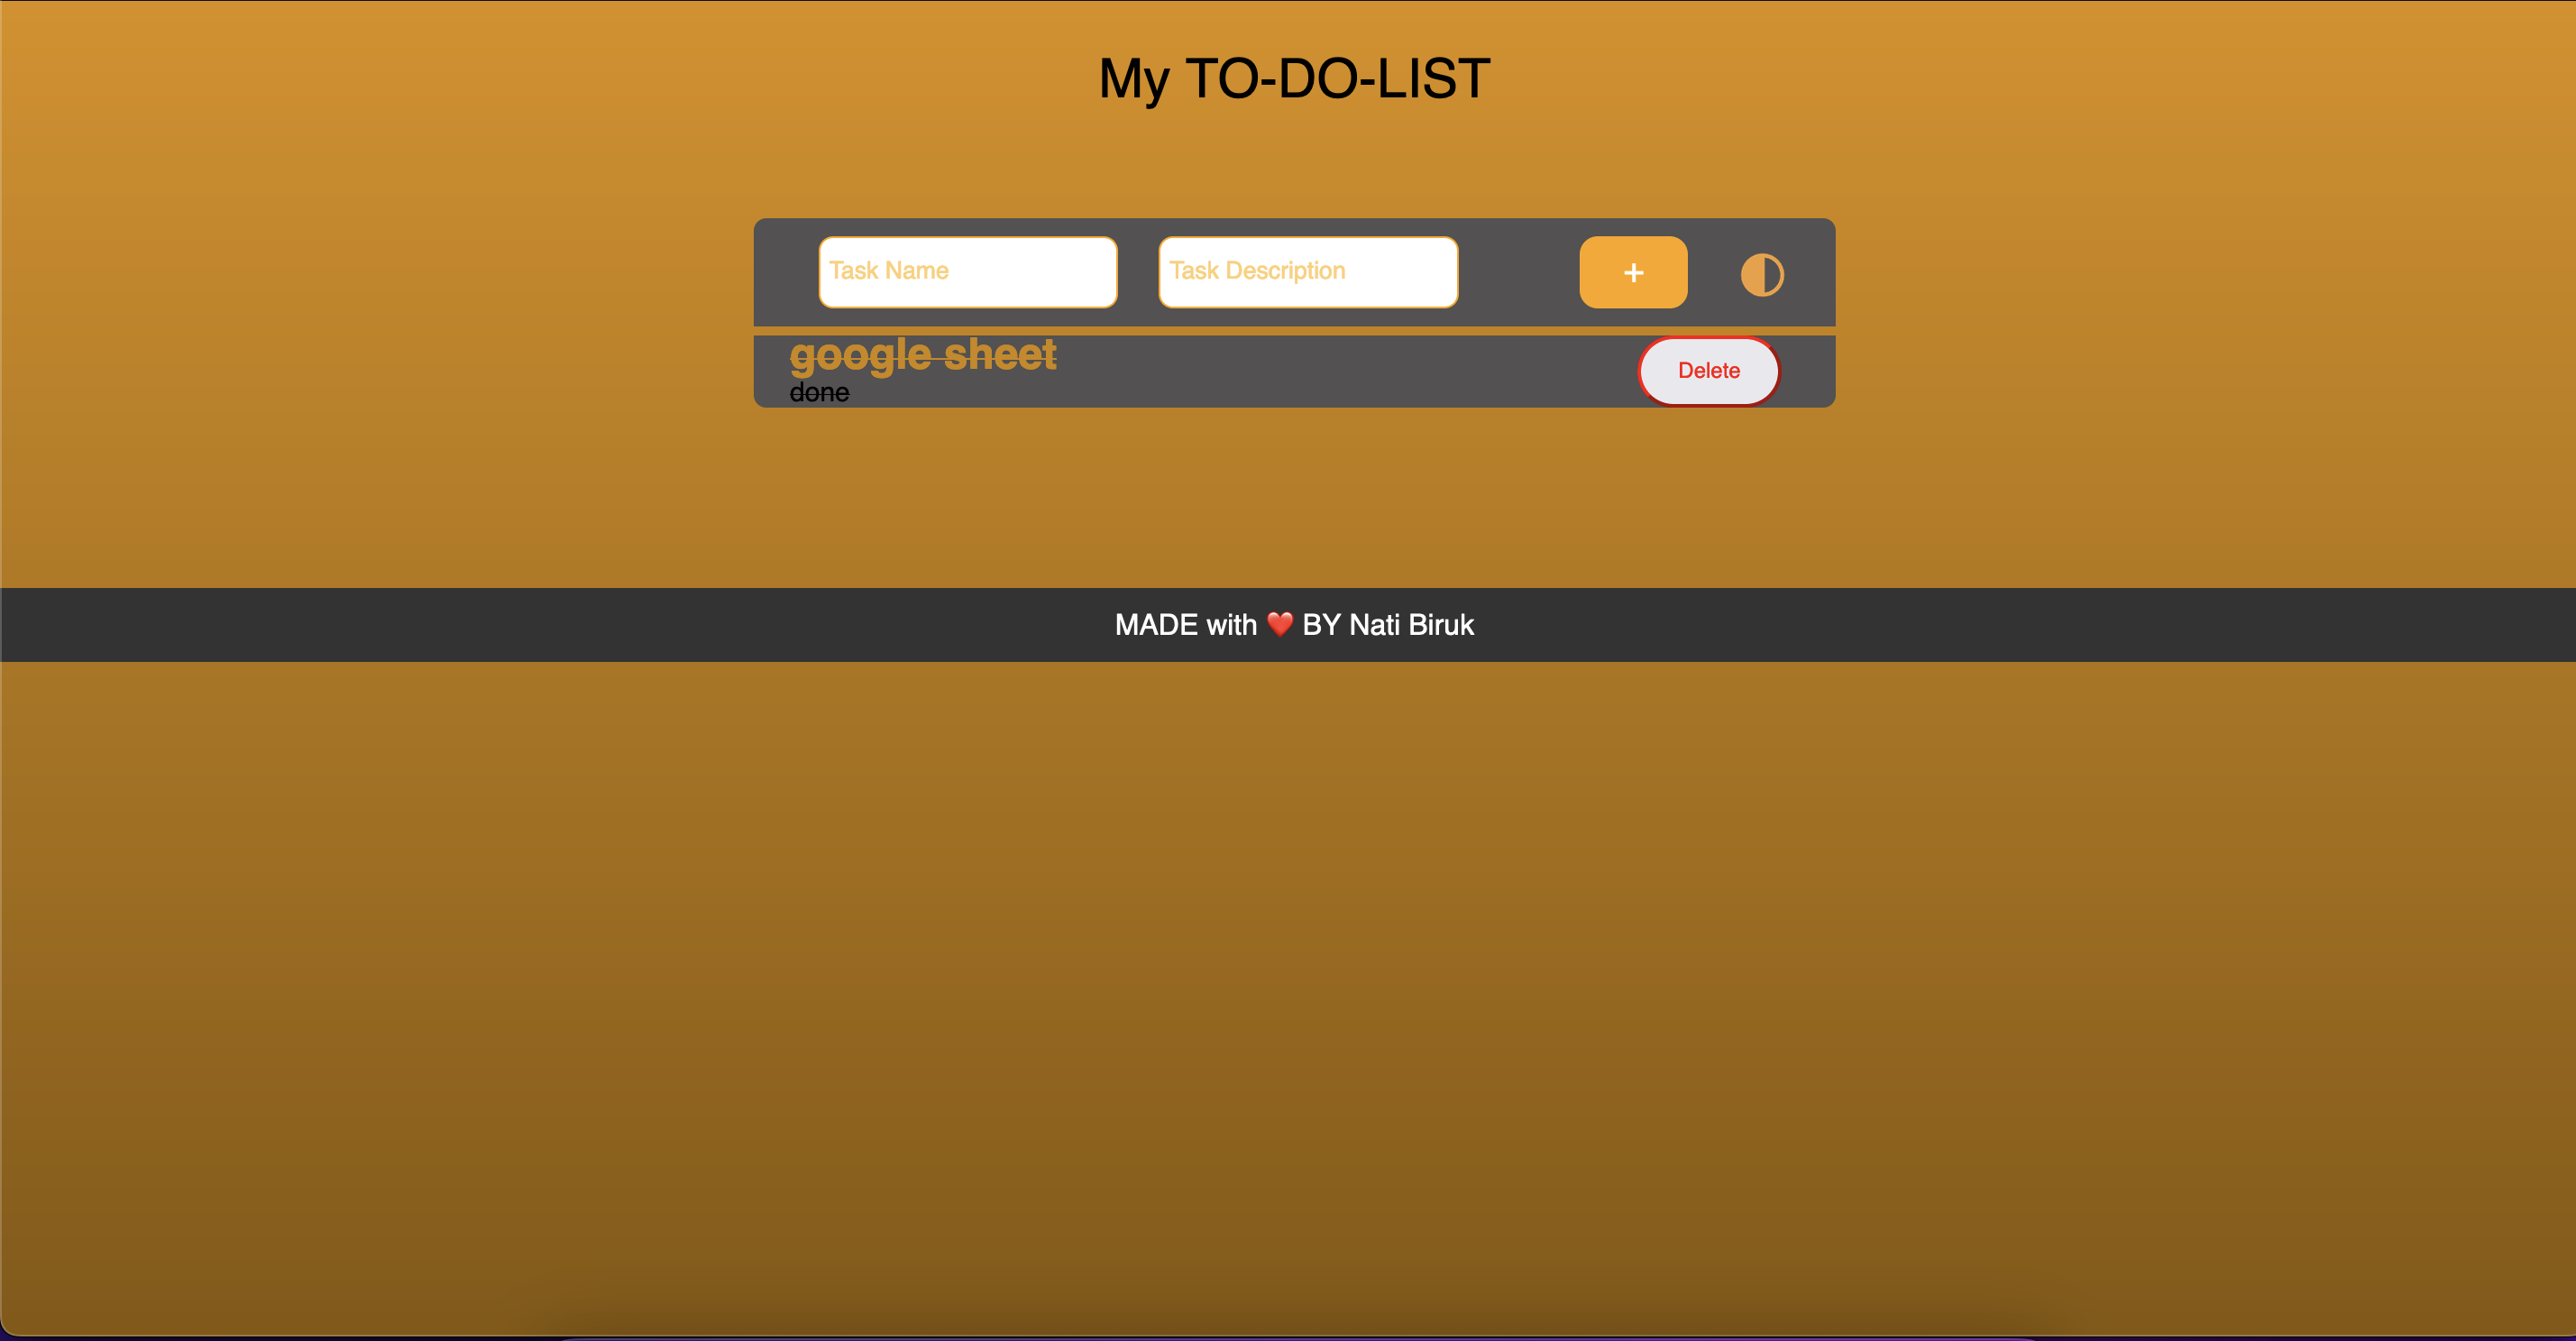 My TO-DO-LIST
Task Name Task Description +
google sheet
done
Delete
MADE with ❤️ BY Nati Biruk